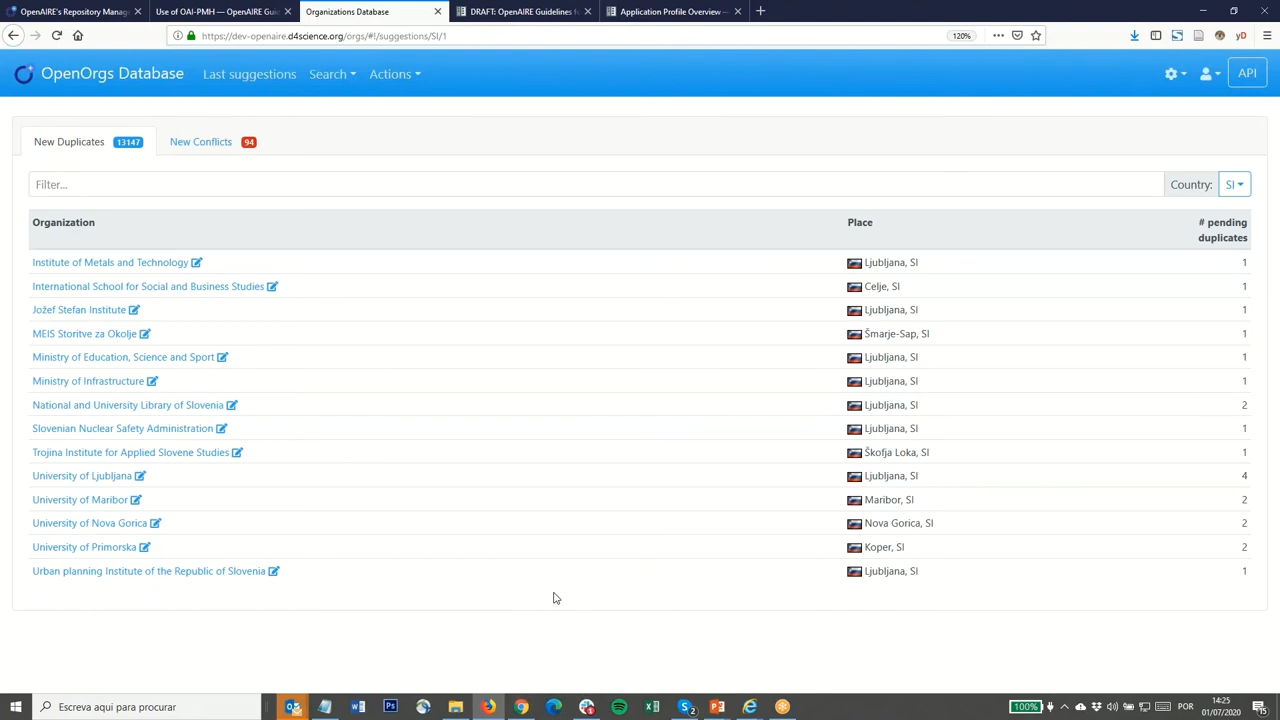 OpenAIRE's Repository Manag
Use of OAI-PMH — OpenAIRE Gui
Organizations Database
DRAFT: OpenAIRE Guidelines fo
Application Profile Overview —
https://dev-openaire.d4science.org/orgs/#!/suggestions/SI/1
120%
yD
OpenOrgs Database
Last suggestions
Search
Actions
API
New Duplicates 13147
New Conflicts 94
Filter...
Country: SI
Organization Place # pending duplicates
Institute of Metals and Technology Ljubljana, SI 1
International School for Social and Business Studies Celje, SI 1
Jožef Stefan Institute Ljubljana, SI 1
MEIS Storitve za Okolje Šmarje-Sap, SI 1
Ministry of Education, Science and Sport Ljubljana, SI 1
Ministry of Infrastructure Ljubljana, SI 1
National and University Library of Slovenia Ljubljana, SI 2
Slovenian Nuclear Safety Administration Ljubljana, SI 1
Trojina Institute for Applied Slovene Studies Škofja Loka, SI 1
University of Ljubljana Ljubljana, SI 4
University of Maribor Maribor, SI 2
University of Nova Gorica Nova Gorica, SI 2
University of Primorska Koper, SI 2
Urban planning Institute of the Republic of Slovenia Ljubljana, SI 1
Escreva aqui para procurar
100%
POR
14:25
01/07/2020
15